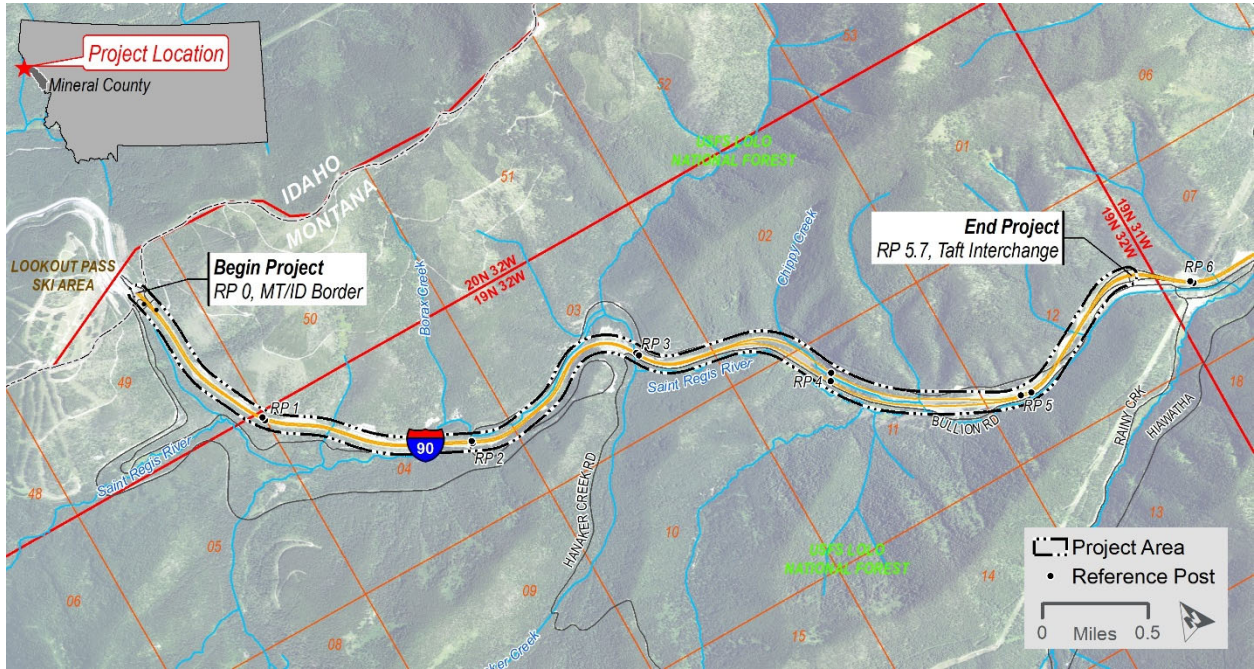 Project Location
Mineral County
53
52
06
IDAHO
MONTANA
51
USFS LOLO
NATIONAL FOREST
01
07
19N 31W
19N 32W
02
Chippy Creek
End Project
RP 5.7, Taft Interchange
RP 6
LOOKOUT PASS
SKI AREA
Begin Project
RP 0, MT/ID Border
50
20N 32W
19N 32W
Borax Creek
03
RP 3
Saint Regis River
12
49
RP 1
RP 4
RP 5
BULLION RD
18
RAINY CRK
HIAWATHA
90
RP 2
04
11
Saint Regis River
48
HANAKER CREEK RD
10
13
05
USFS LOLO
NATIONAL FOREST
14
06
09
08
15
ker Creek
Project Area
Reference Post
0 Miles 0.5
N